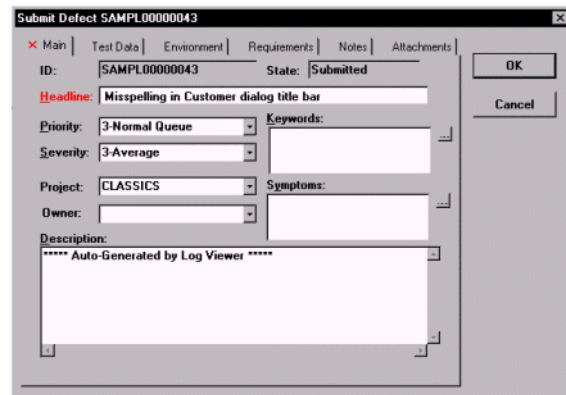 Submit Defect SAMPL00000043
Main Test Data Environment Requirements Notes Attachments
ID: SAMPL00000043 State: Submitted
OK
Headline: Misspelling in Customer dialog title bar
Cancel
Priority: 3-Normal Queue
Keywords:
...
Severity: 3-Average
Project: CLASSICS
Symptoms:
...
Owner:
Description:
***** Auto-Generated by Log Viewer *****